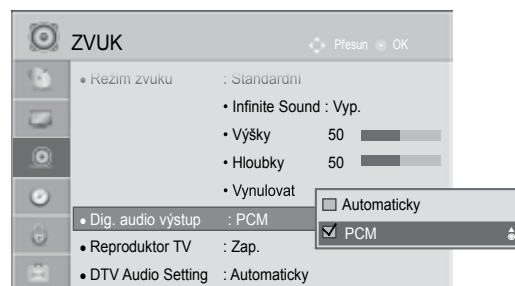 ZVUK
Přesun OK
• Režim zvuku : Standardní
• Infinite Sound : Vyp.
• Výšky 50
• Hloubky 50
• Vynulovat
• Dig. audio výstup : PCM
• Reproduktor TV : Zap.
• DTV Audio Setting : Automaticky
Automaticky
PCM